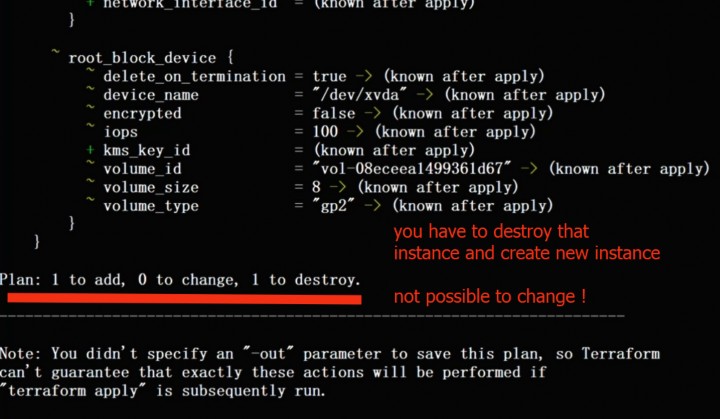 + network_interface_id = (known after apply)
}
~ root_block_device {
~ delete_on_termination = true -> (known after apply)
~ device_name = "/dev/xvda" -> (known after apply)
~ encrypted = false -> (known after apply)
~ iops = 100 -> (known after apply)
+ kms_key_id = (known after apply)
~ volume_id = "vol-08eceea1499361d67" -> (known after apply)
~ volume_size = 8 -> (known after apply)
~ volume_type = "gp2" -> (known after apply)
}
}
you have to destroy that
instance and create new instance
Plan: 1 to add, 0 to change, 1 to destroy.
not possible to change !
Note: You didn't specify an "-out" parameter to save this plan, so Terraform
can't guarantee that exactly these actions will be performed if
"terraform apply" is subsequently run.